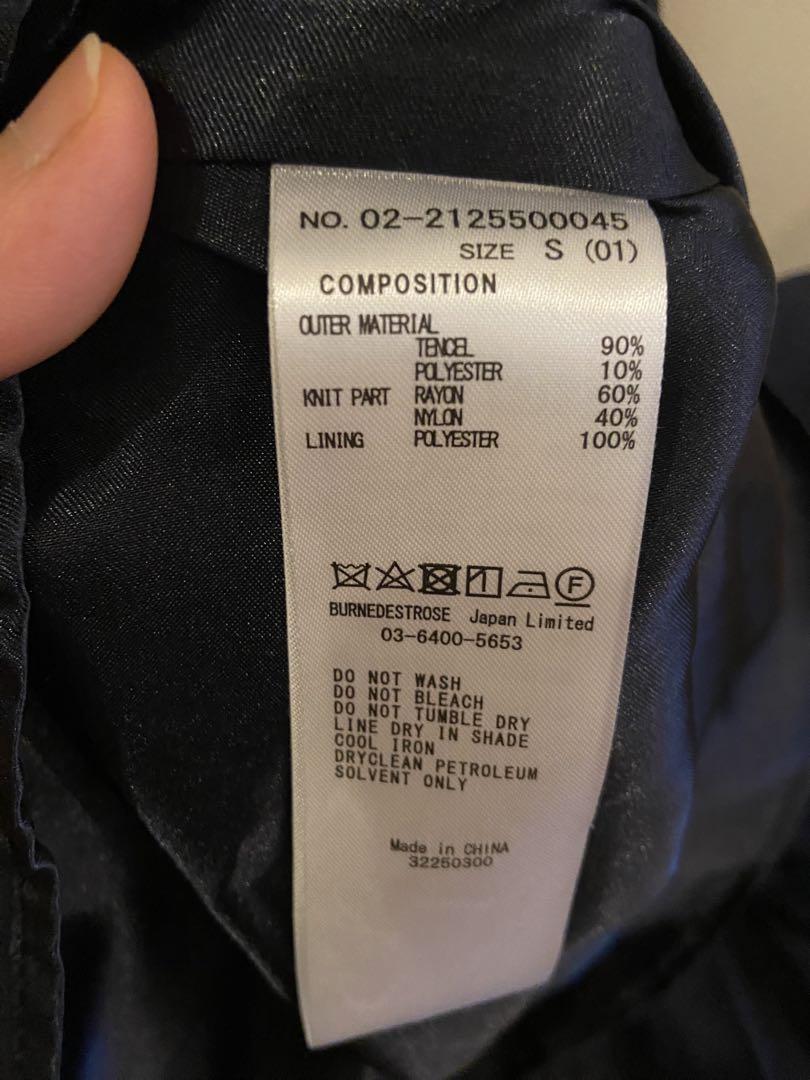 NO. 02-2125500045
SIZE S (01)
COMPOSITION
OUTER MATERIAL
TENCEL 90%
POLYESTER 10%
KNIT PART RAYON 60%
NYLON 40%
LINING POLYESTER 100%
F
BURNEDESTROSE Japan Limited
03-6400-5653
DO NOT WASH
DO NOT BLEACH
DO NOT TUMBLE DRY
LINE DRY IN SHADE
COOL IRON
DRYCLEAN PETROLEUM
SOLVENT ONLY
Made in CHINA
32250300